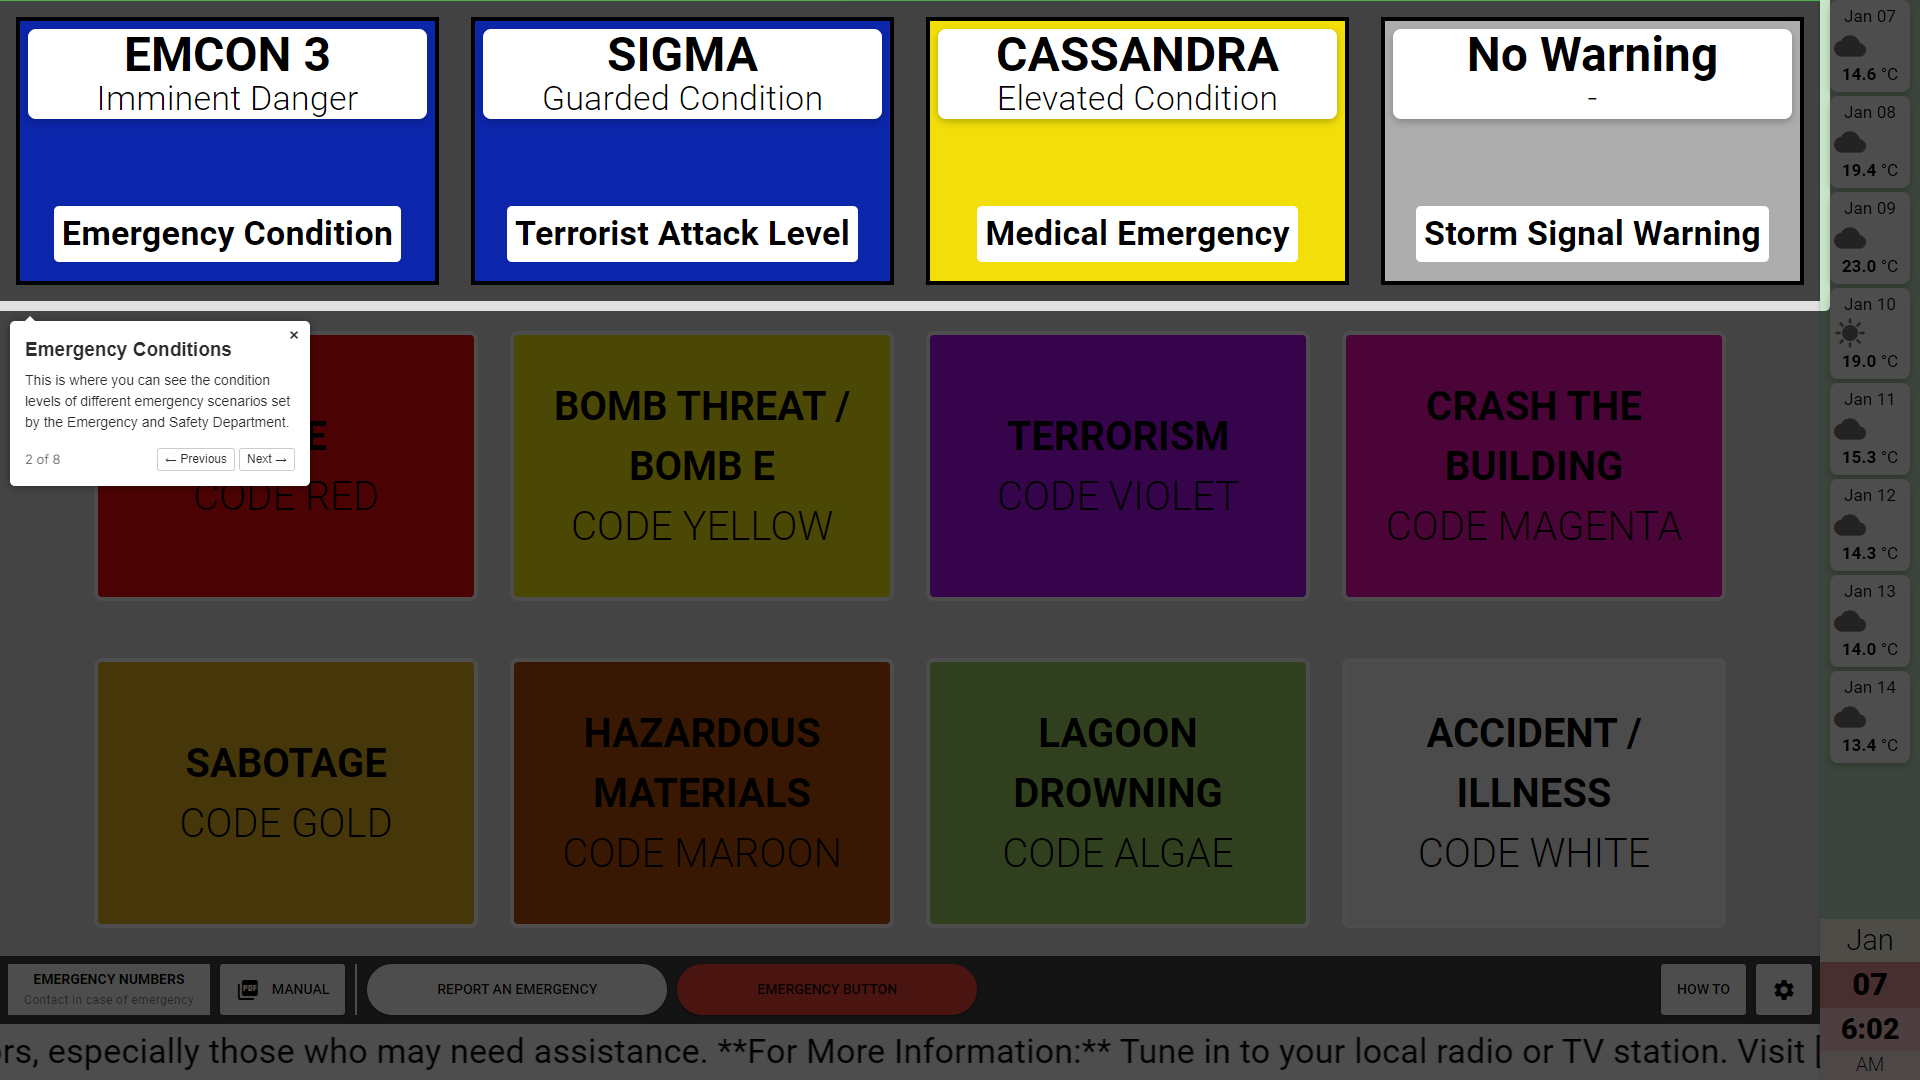 EMCON 3
Imminent Danger
Emergency Condition
SIGMA
Guarded Condition
Terrorist Attack Level
CASSANDRA
Elevated Condition
Medical Emergency
No Warning
-
Storm Signal Warning
Emergency Conditions
×
This is where you can see the condition
levels of different emergency scenarios set
by the Emergency and Safety Department.
2 of 8
← Previous
Next →
E
CODE RED
BOMB THREAT /
BOMB E
CODE YELLOW
TERRORISM
CODE VIOLET
CRASH THE
BUILDING
CODE MAGENTA
SABOTAGE
CODE GOLD
HAZARDOUS
MATERIALS
CODE MAROON
LAGOON
DROWNING
CODE ALGAE
ACCIDENT /
ILLNESS
CODE WHITE
EMERGENCY NUMBERS
Contact in case of emergency
PDF
MANUAL
REPORT AN EMERGENCY
EMERGENCY BUTTON
HOW TO
rs, especially those who may need assistance. **For More Information:** Tune in to your local radio or TV station. Visit [
Jan 07
14.6 °C
Jan 08
19.4 °C
Jan 09
23.0 °C
Jan 10
19.0 °C
Jan 11
15.3 °C
Jan 12
14.3 °C
Jan 13
14.0 °C
Jan 14
13.4 °C
Jan
07
6:02
AM